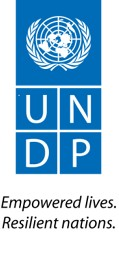 U N
D P
Empowered lives.
Resilient nations.